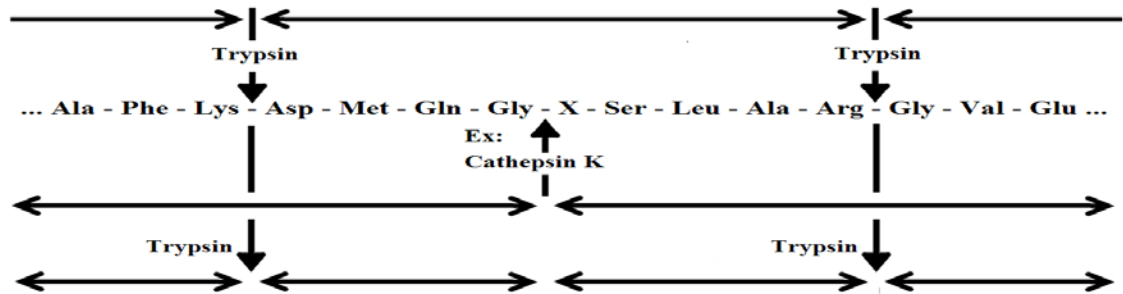 Trypsin Trypsin
... Ala - Phe - Lys - Asp - Met - Gln - Gly - X - Ser - Leu - Ala - Arg - Gly - Val - Glu ...
Ex:
Cathepsin K
Trypsin Trypsin